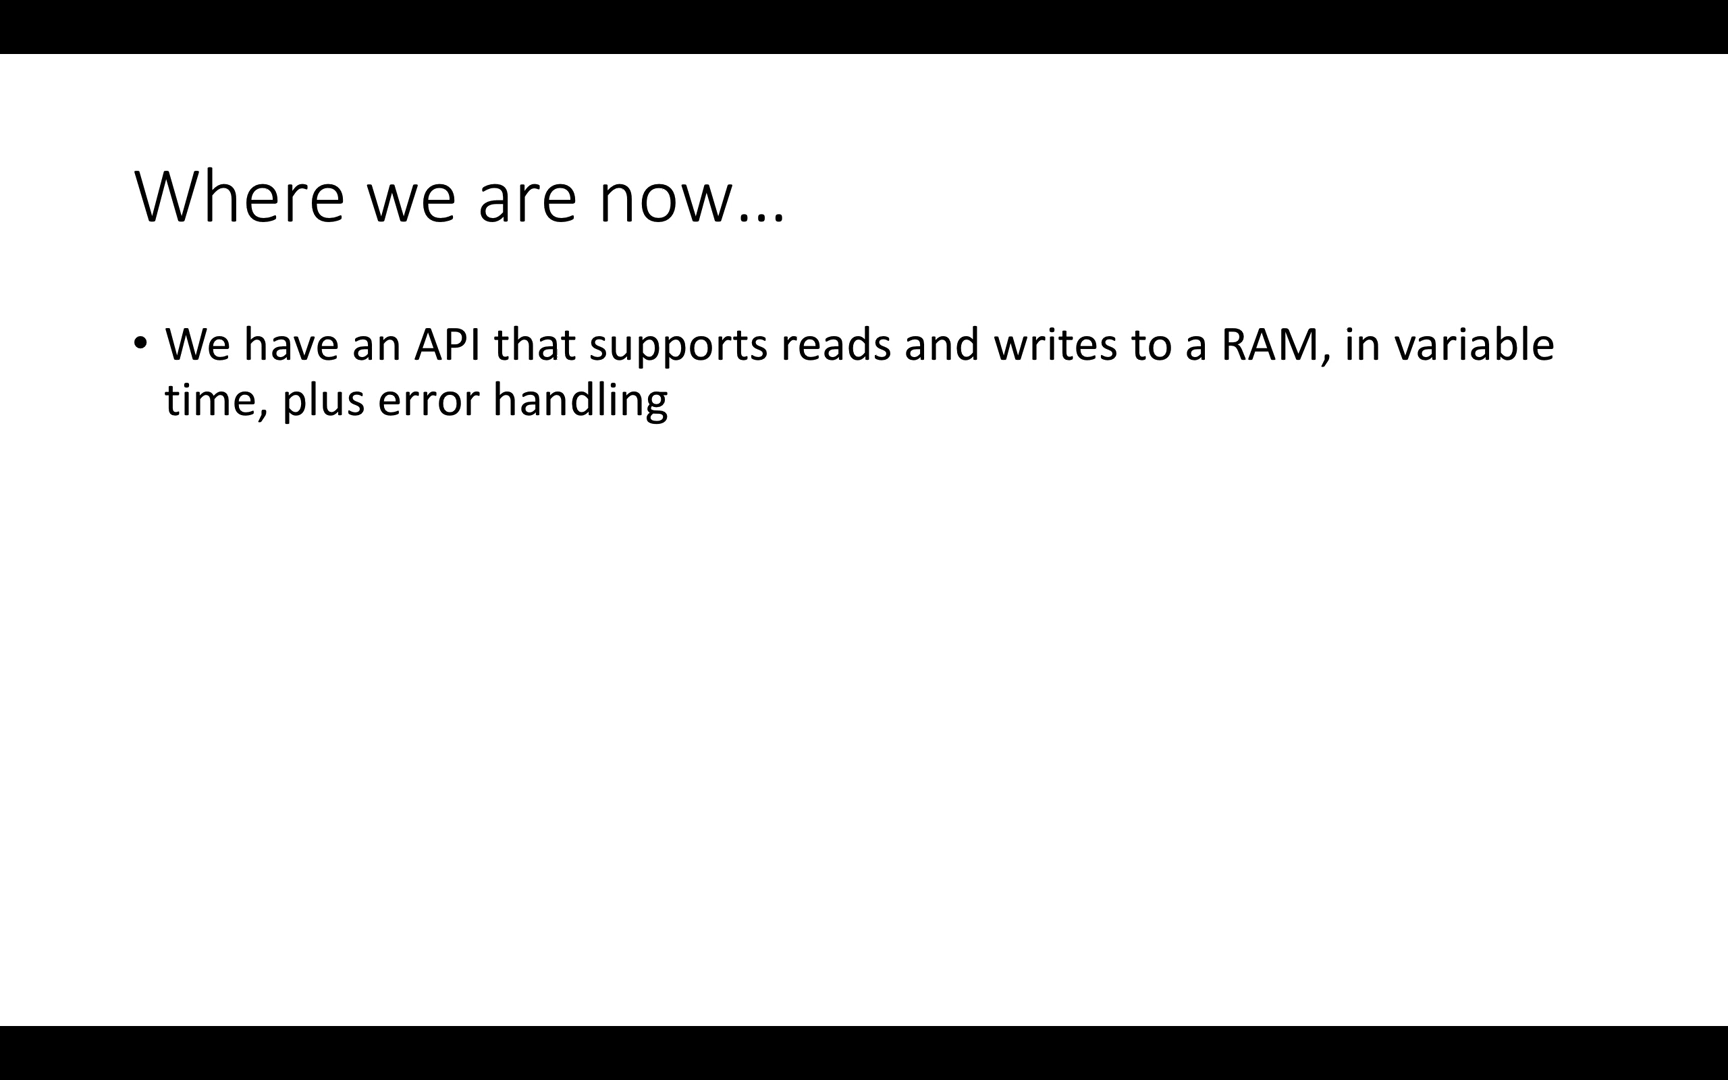 Where we are now...
• We have an API that supports reads and writes to a RAM, in variable
time, plus error handling